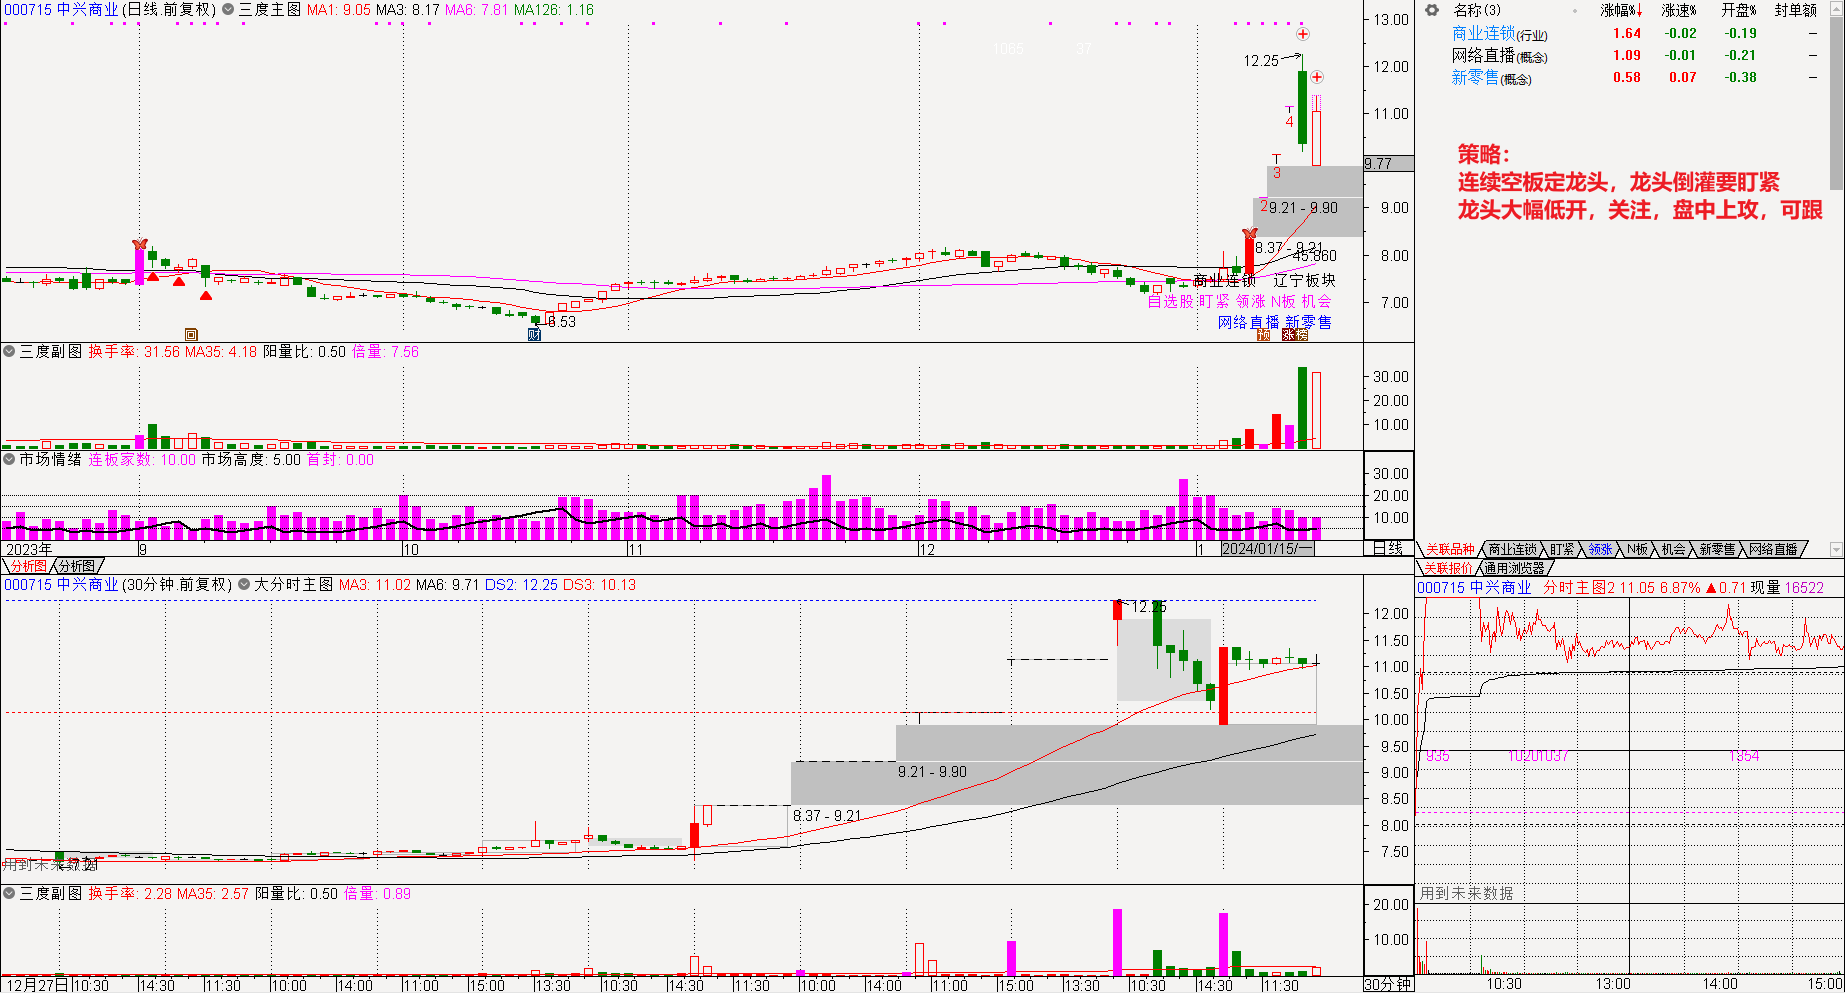 000715 中兴商业(日线.前复权) 三度主图 MA1: 9.05 MA3: 8.17 MA6: 7.81 MA126: 1.16
1085 37
12.25
4
3
2 9.21 - 9.90
8.37 - 9.21
45.860
商业连锁 辽宁板块
自选股 盯紧 领涨 N板 机会
网络直播 新零售
6.53
财
预
涨 榜
13.00
12.00
11.00
9.77
9.00
8.00
7.00
三度副图 换手率: 31.56 MA35: 4.18 阳量比: 0.50 倍量: 7.56
30.00
20.00
10.00
市场情绪 连板家数: 10.00 市场高度: 5.00 首封: 0.00
30.00
20.00
10.00
2023年 9 10 11 12 1 2024/01/15/一 日线
分析图 分析图
000715 中兴商业(30分钟.前复权) 大分时主图 MA3: 11.02 MA6: 9.71 DS2: 12.25 DS3: 10.13
12.25
9.21 - 9.90
8.37 - 9.21
用到未来数据
12.00
11.50
11.00
10.50
10.00
9.50
9.00
8.50
8.00
7.50
三度副图 换手率: 2.28 MA35: 2.57 阳量比: 0.50 倍量: 0.89
20.00
10.00
12月27日 10:30 14:30 11:30 10:00 14:00 11:00 15:00 13:30 10:30 14:30 11:30 10:00 14:00 11:00 15:00 13:30 10:30 14:30 11:30 30分钟
名称(3) 涨幅%↓ 涨速% 开盘% 封单额
商业连锁(行业) 1.64 -0.02 -0.19 —
网络直播(概念) 1.09 -0.01 -0.21 —
新零售(概念) 0.58 0.07 -0.38 —
策略：
连续空板定龙头，龙头倒灌要盯紧
龙头大幅低开，关注，盘中上攻，可跟
关联品种 商业连锁 盯紧 领涨 N板 机会 新零售 网络直播
关联报价 通用浏览器
000715 中兴商业 分时主图2 11.05 6.87% ▲0.71 现量 16522
935 10201037 1354
用到未来数据
10:30 13:00 14:00 15:00